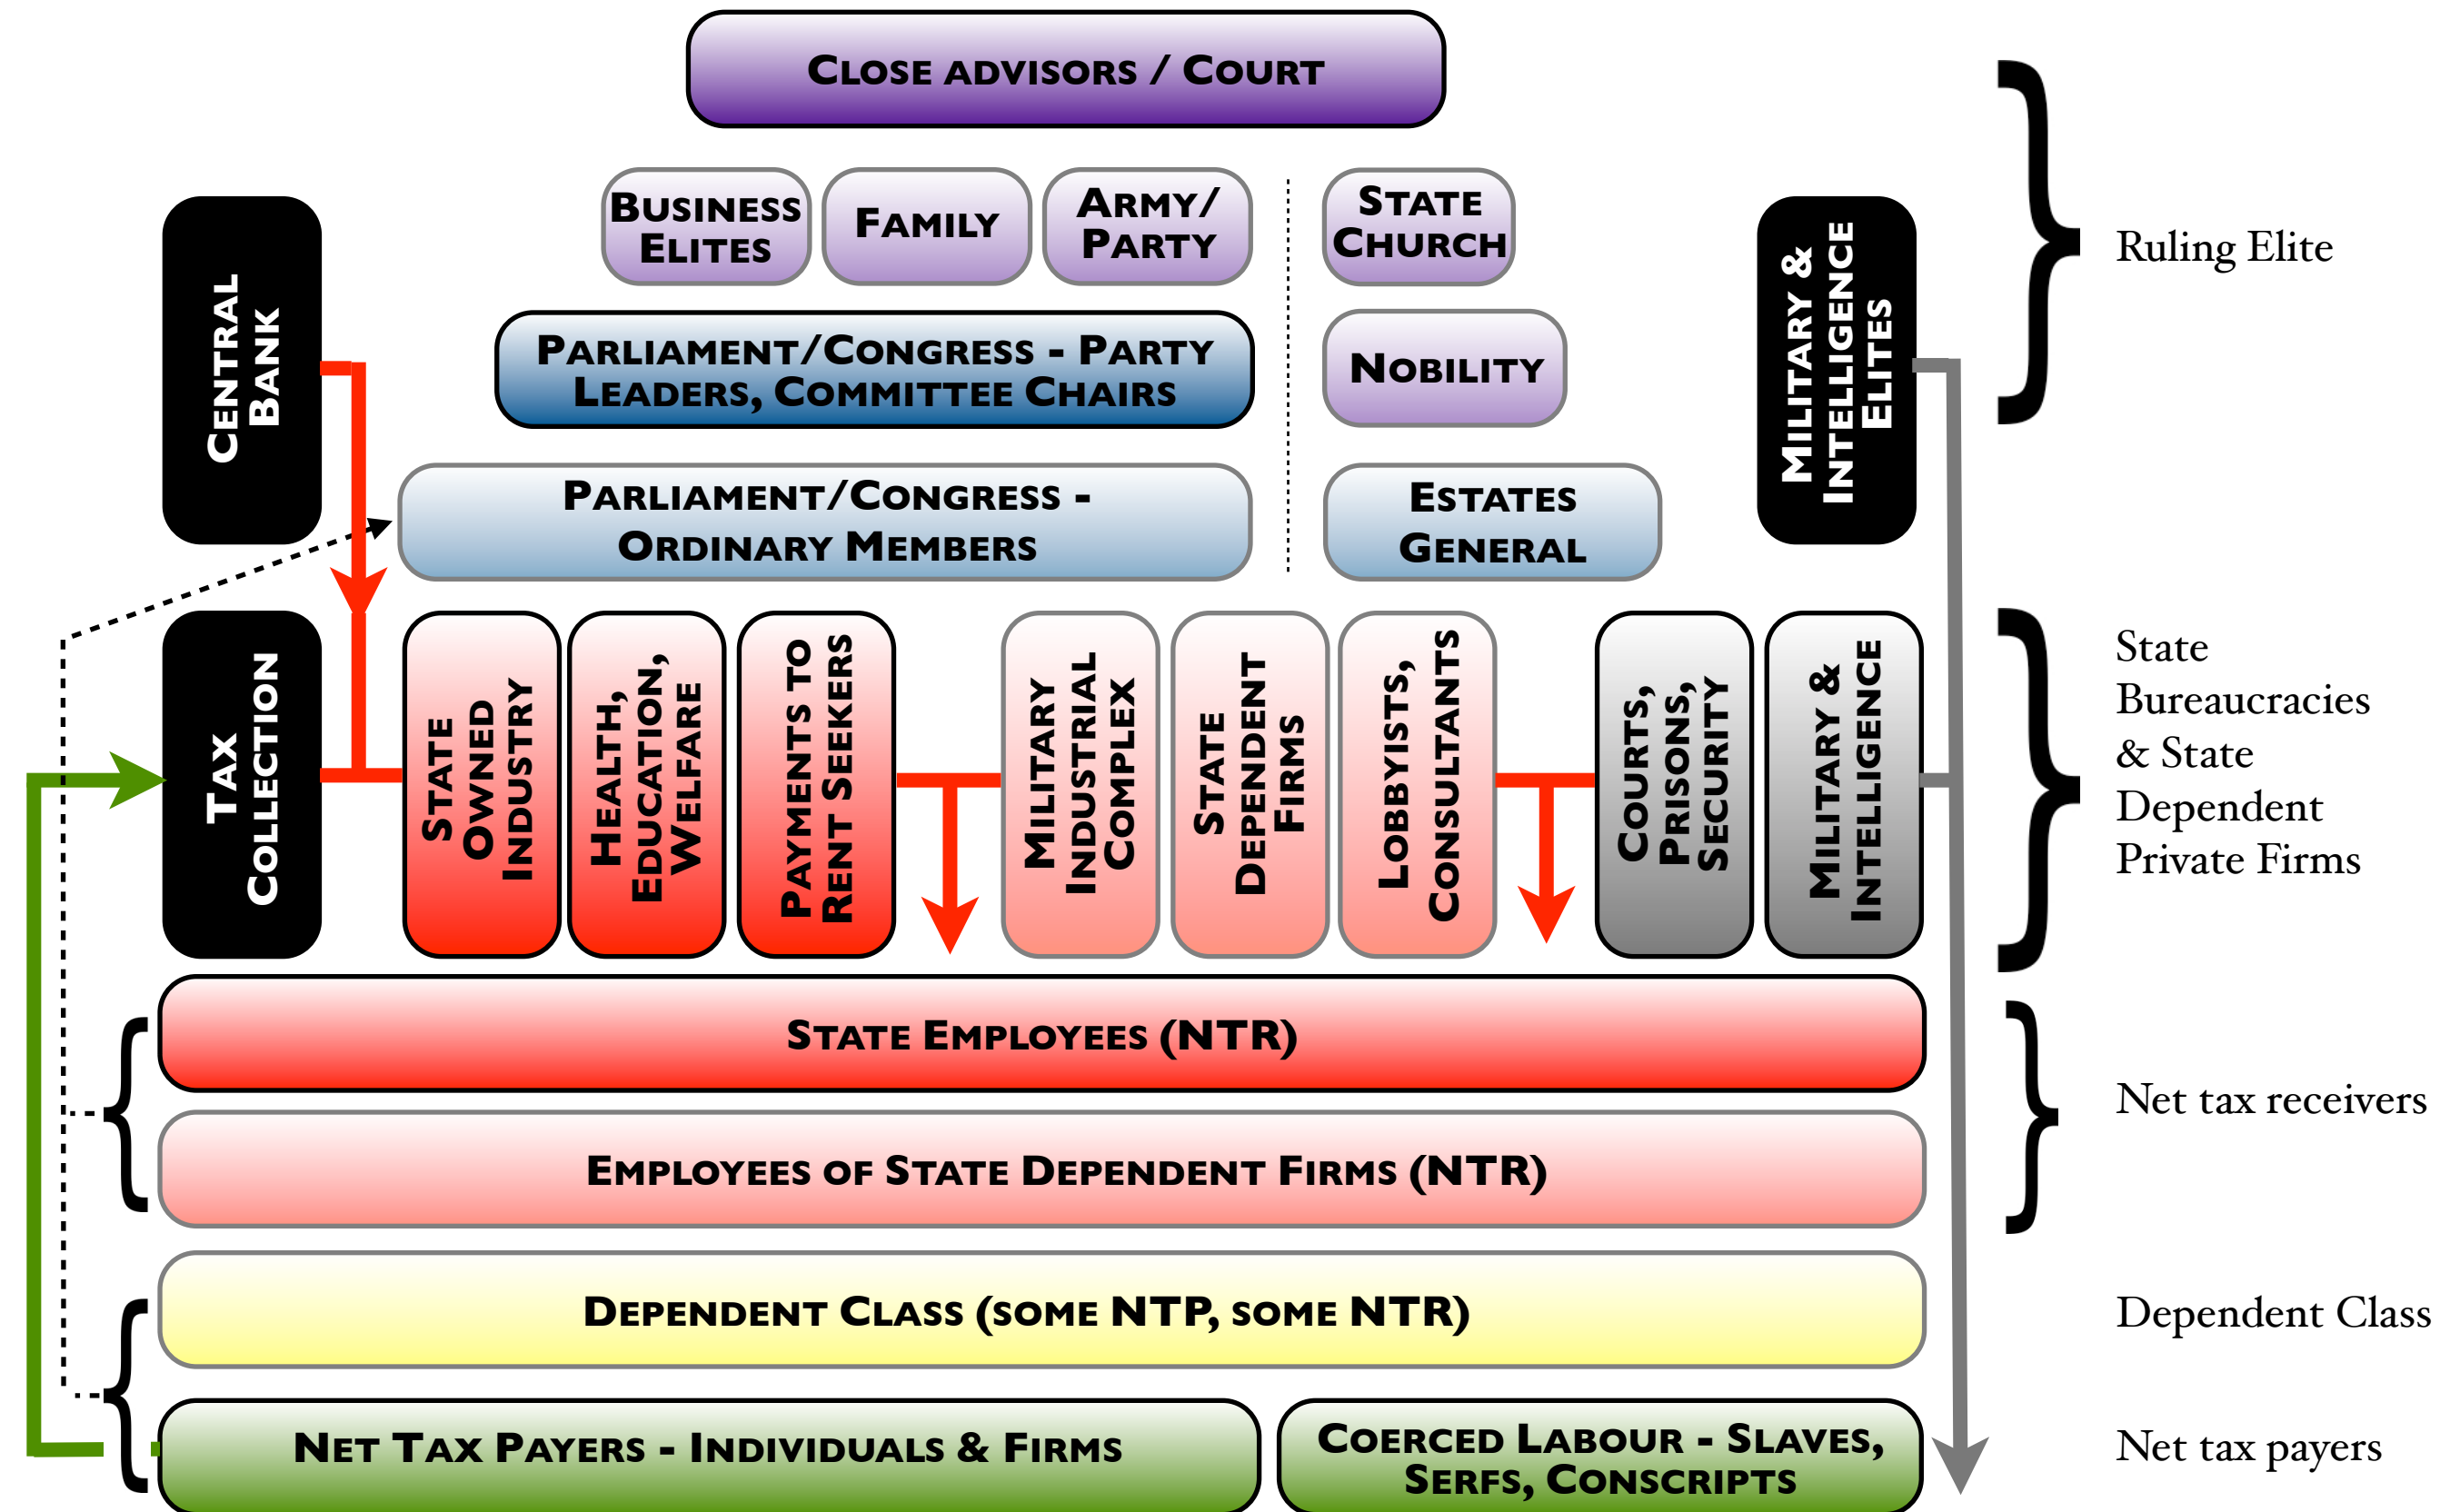 Close advisors / Court
Business
Elites
Family
Army/
Party
State
Church
Ruling Elite
Central
Bank
Parliament/Congress - Party
Leaders, Committee Chairs
Nobility
Military &
Intelligence
Elites
Parliament/Congress -
Ordinary Members
Estates
General
Tax
Collection
State
Owned
Industry
Health,
Education,
Welfare
Payments to
Rent Seekers
Military
Industrial
Complex
State
Dependent
Firms
Lobbyists,
Consultants
Courts,
Prisons,
Security
Military &
Intelligence
State
Bureaucracies
& State
Dependent
Private Firms
State Employees (NTR)
Employees of State Dependent Firms (NTR)
Net tax receivers
Dependent Class (some NTP, some NTR)
Dependent Class
Net Tax Payers - Individuals & Firms
Coerced Labour - Slaves,
Serfs, Conscripts
Net tax payers